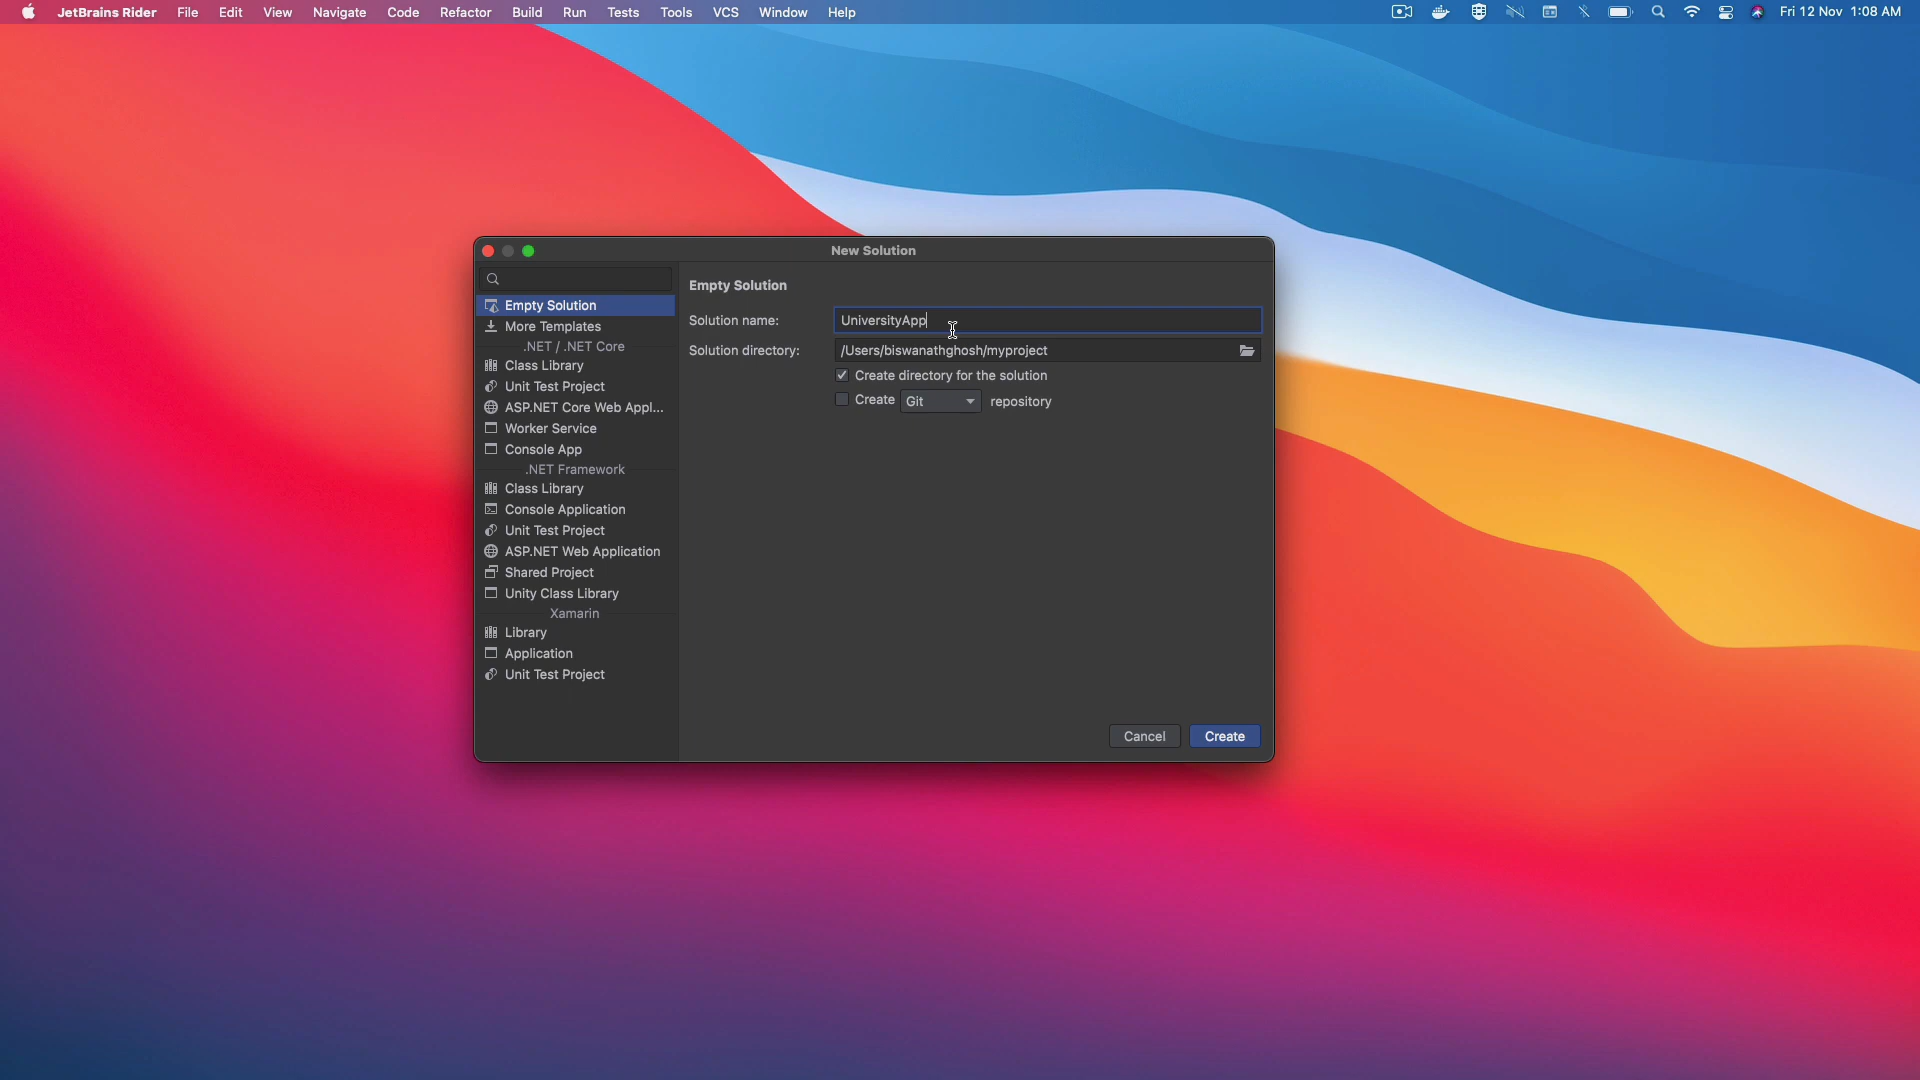 JetBrains Rider File Edit View Navigate Code Refactor Build Run Tests Tools VCS Window Help Fri 12 Nov 1:08 AM
New Solution
Empty Solution
More Templates
.NET / .NET Core
Class Library
Unit Test Project
ASP.NET Core Web Appl...
Worker Service
Console App
.NET Framework
Class Library
Console Application
Unit Test Project
ASP.NET Web Application
Shared Project
Unity Class Library
Xamarin
Library
Application
Unit Test Project
Empty Solution
Solution name: UniversityApp
Solution directory: /Users/biswanathghosh/myproject
Create directory for the solution
Create Git repository
Cancel Create